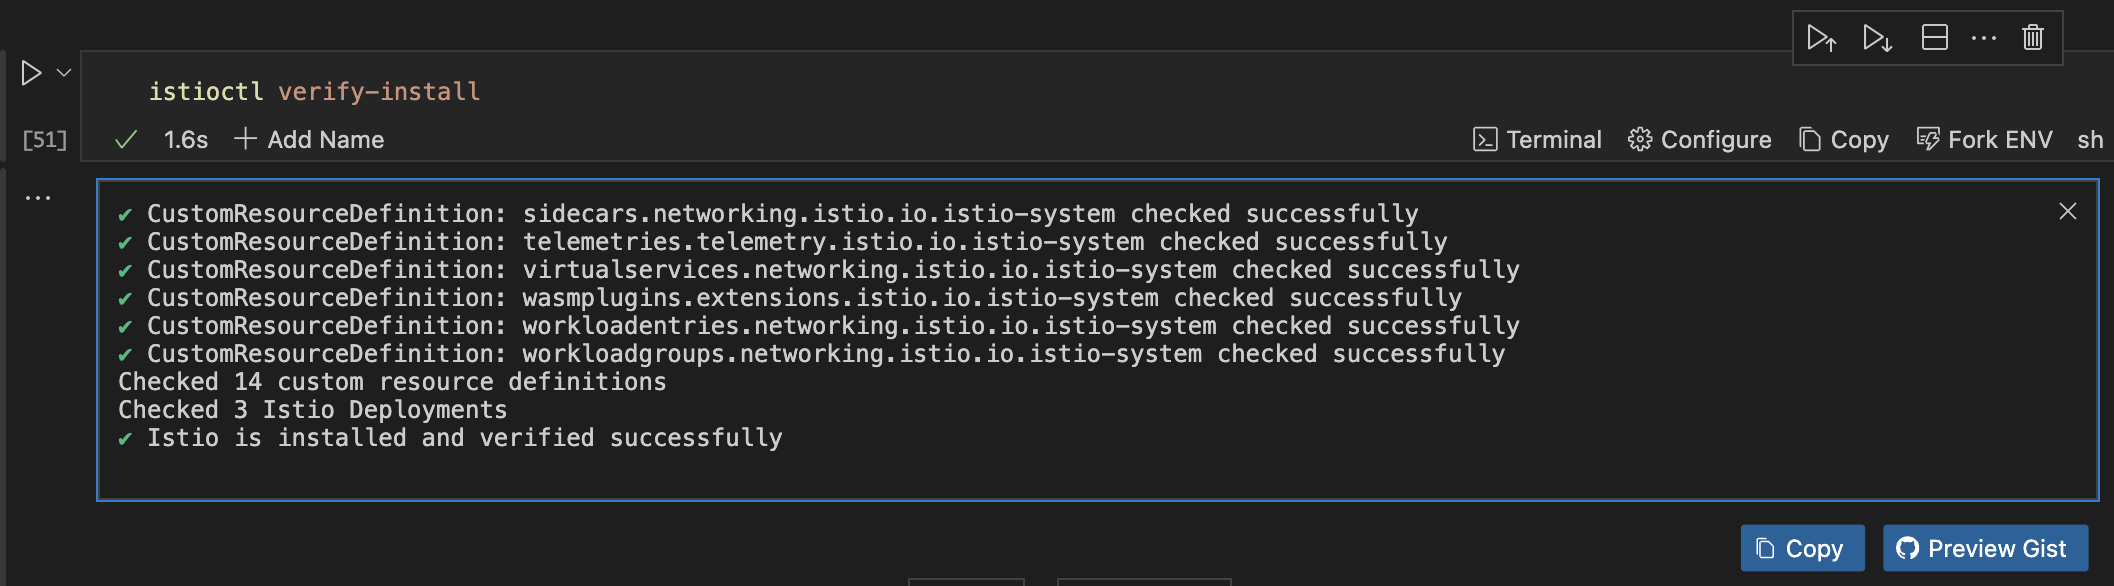 istioctl verify-install
[51] 1.6s Add Name Terminal Configure Copy Fork ENV sh
✔ CustomResourceDefinition: sidecars.networking.istio.io.istio-system checked successfully
✔ CustomResourceDefinition: telemetries.telemetry.istio.io.istio-system checked successfully
✔ CustomResourceDefinition: virtualservices.networking.istio.io.istio-system checked successfully
✔ CustomResourceDefinition: wasmplugins.extensions.istio.io.istio-system checked successfully
✔ CustomResourceDefinition: workloadentries.networking.istio.io.istio-system checked successfully
✔ CustomResourceDefinition: workloadgroups.networking.istio.io.istio-system checked successfully
Checked 14 custom resource definitions
Checked 3 Istio Deployments
✔ Istio is installed and verified successfully
Copy Preview Gist